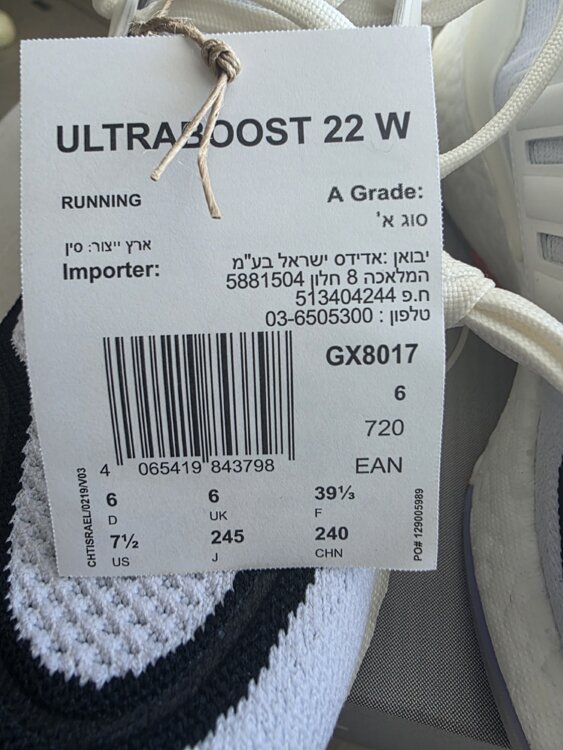 ULTRABOOST 22 W
RUNNING
A Grade:
סוג א'
ארץ ייצור: סין
Importer:
יבואן :אדידס ישראל בע"מ
המלאכה 8 חלון 5881504
ח.פ 513404244
טלפון : 03-6505300
GX8017
6
720
EAN
4 065419 843798
6 6 39⅓
D UK F
7½ 245 240
US J CHN
CHTISRAEL/0219/V03
PO# 129005989